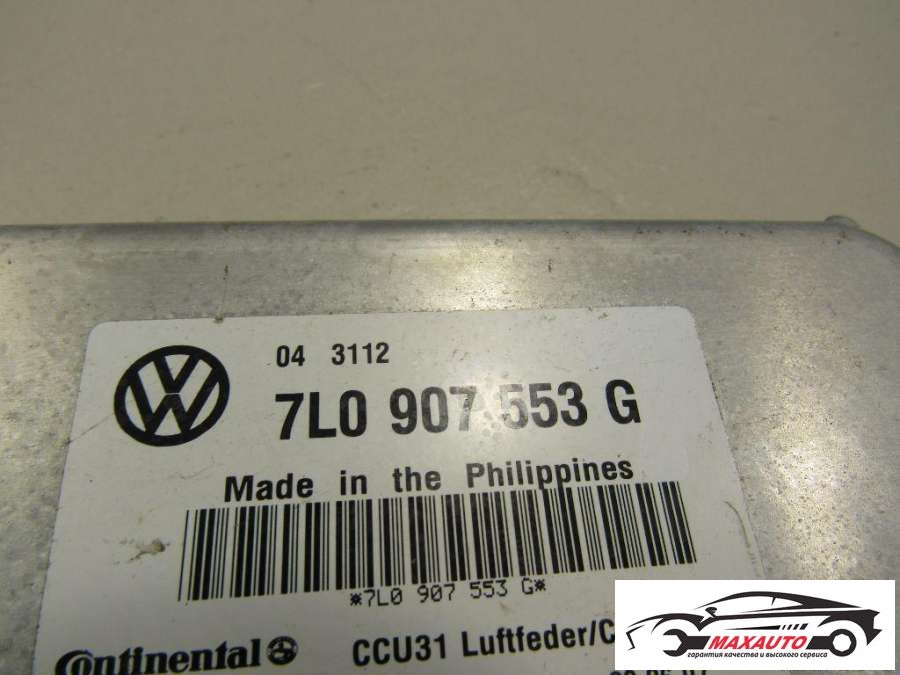 04 3112
7L0 907 553 G
Made in the Philippines
*7L0 907 553 G*
Continental CCU31 Luftfeder/C
MAXAUTO
гарантия качества и высокого сервиса